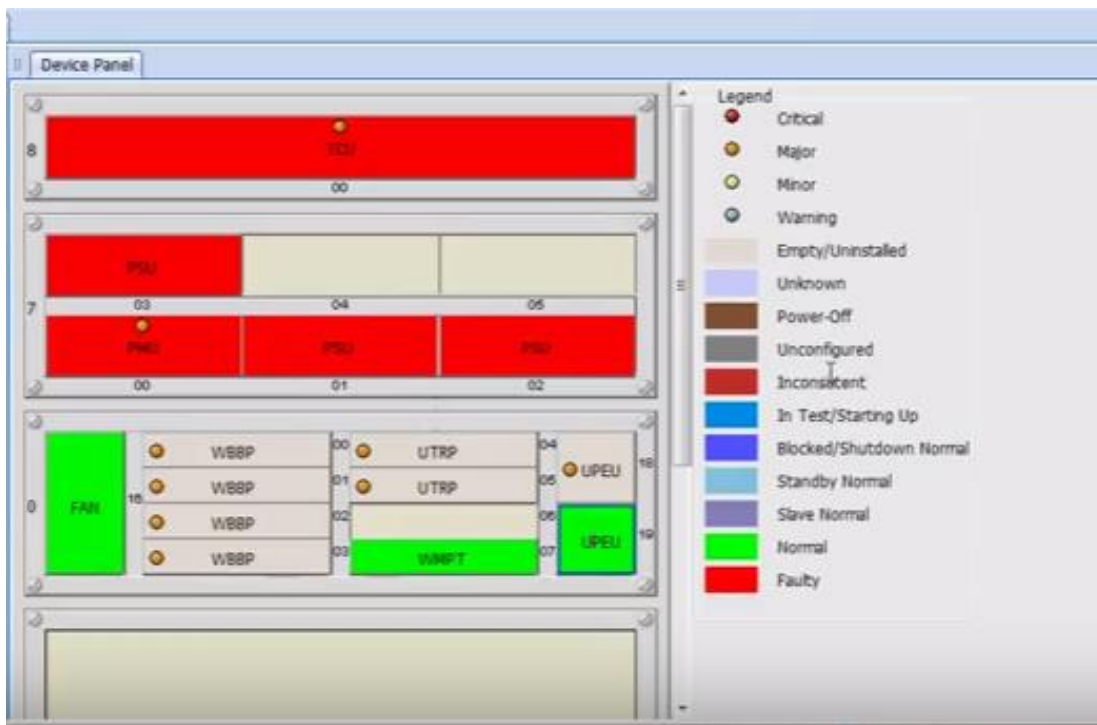 Device Panel
8
00
PSU
7
03 04 05
PMU PSU PSU
00 01 02
WBBP 00 UTRP 04
UPEU 18
WBBP 01 UTRP 05
0 FAN 16
WBBP 02 06
UPEU 19
WBBP 03 WMPT 07
Legend
Critical
Major
Minor
Warning
Empty/Uninstalled
Unknown
Power-Off
Unconfigured
Inconsistent
In Test/Starting Up
Blocked/Shutdown Normal
Standby Normal
Slave Normal
Normal
Faulty